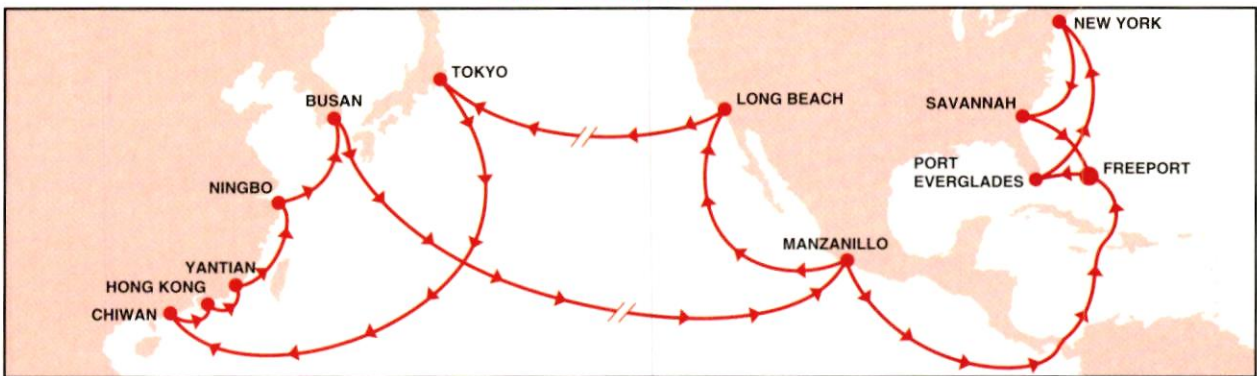 NEW YORK
TOKYO
LONG BEACH
BUSAN
SAVANNAH
PORT
EVERGLADES
FREEPORT
NINGBO
MANZANILLO
YANTIAN
HONG KONG
CHIWAN